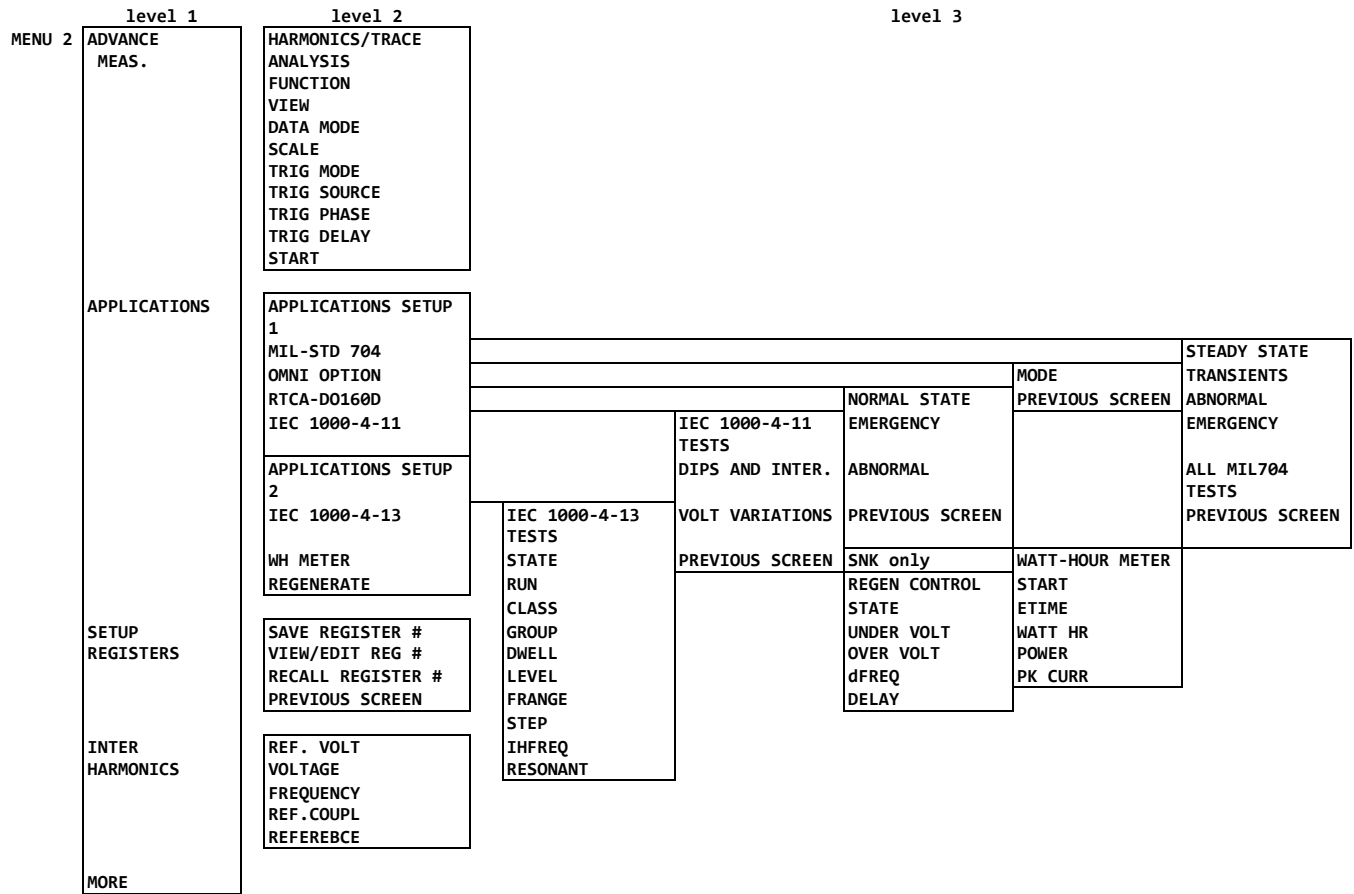 level 1 level 2 level 3
MENU 2 ADVANCE HARMONICS/TRACE
MEAS. ANALYSIS
FUNCTION
VIEW
DATA MODE
SCALE
TRIG MODE
TRIG SOURCE
TRIG PHASE
TRIG DELAY
START
APPLICATIONS APPLICATIONS SETUP
1
MIL-STD 704 STEADY STATE
OMNI OPTION MODE TRANSIENTS
RTCA-DO160D NORMAL STATE PREVIOUS SCREEN ABNORMAL
IEC 1000-4-11 IEC 1000-4-11 EMERGENCY EMERGENCY
TESTS
APPLICATIONS SETUP DIPS AND INTER. ABNORMAL ALL MIL704
2 TESTS
IEC 1000-4-13 IEC 1000-4-13 VOLT VARIATIONS PREVIOUS SCREEN PREVIOUS SCREEN
TESTS
WH METER STATE PREVIOUS SCREEN SNK only WATT-HOUR METER
REGENERATE RUN REGEN CONTROL START
CLASS STATE ETIME
SETUP SAVE REGISTER # GROUP UNDER VOLT WATT HR
REGISTERS VIEW/EDIT REG # DWELL OVER VOLT POWER
RECALL REGISTER # LEVEL dFREQ PK CURR
PREVIOUS SCREEN FRANGE DELAY
STEP
INTER REF. VOLT IHFREQ
HARMONICS VOLTAGE RESONANT
FREQUENCY
REF.COUPL
REFEREBCE
MORE